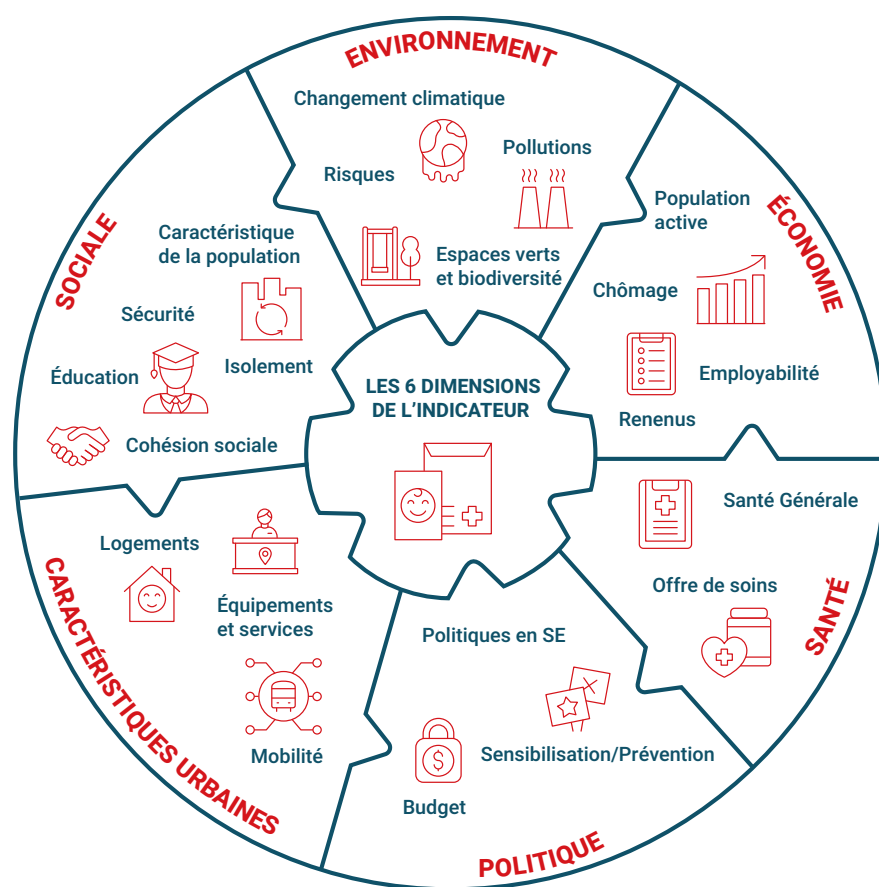 ENVIRONNEMENT
Changement climatique
Pollutions
Risques
Espaces verts
et biodiversité
ÉCONOMIE
Population
active
Chômage
Employabilité
Renenus
SANTÉ
Santé Générale
Offre de soins
POLITIQUE
Politiques en SE
Sensibilisation/Prévention
$
Budget
CARACTÉRISTIQUES URBAINES
Logements
Équipements
et services
Mobilité
SOCIALE
Caractéristique
de la population
Sécurité
Isolement
Éducation
Cohésion sociale
LES 6 DIMENSIONS
DE L'INDICATEUR